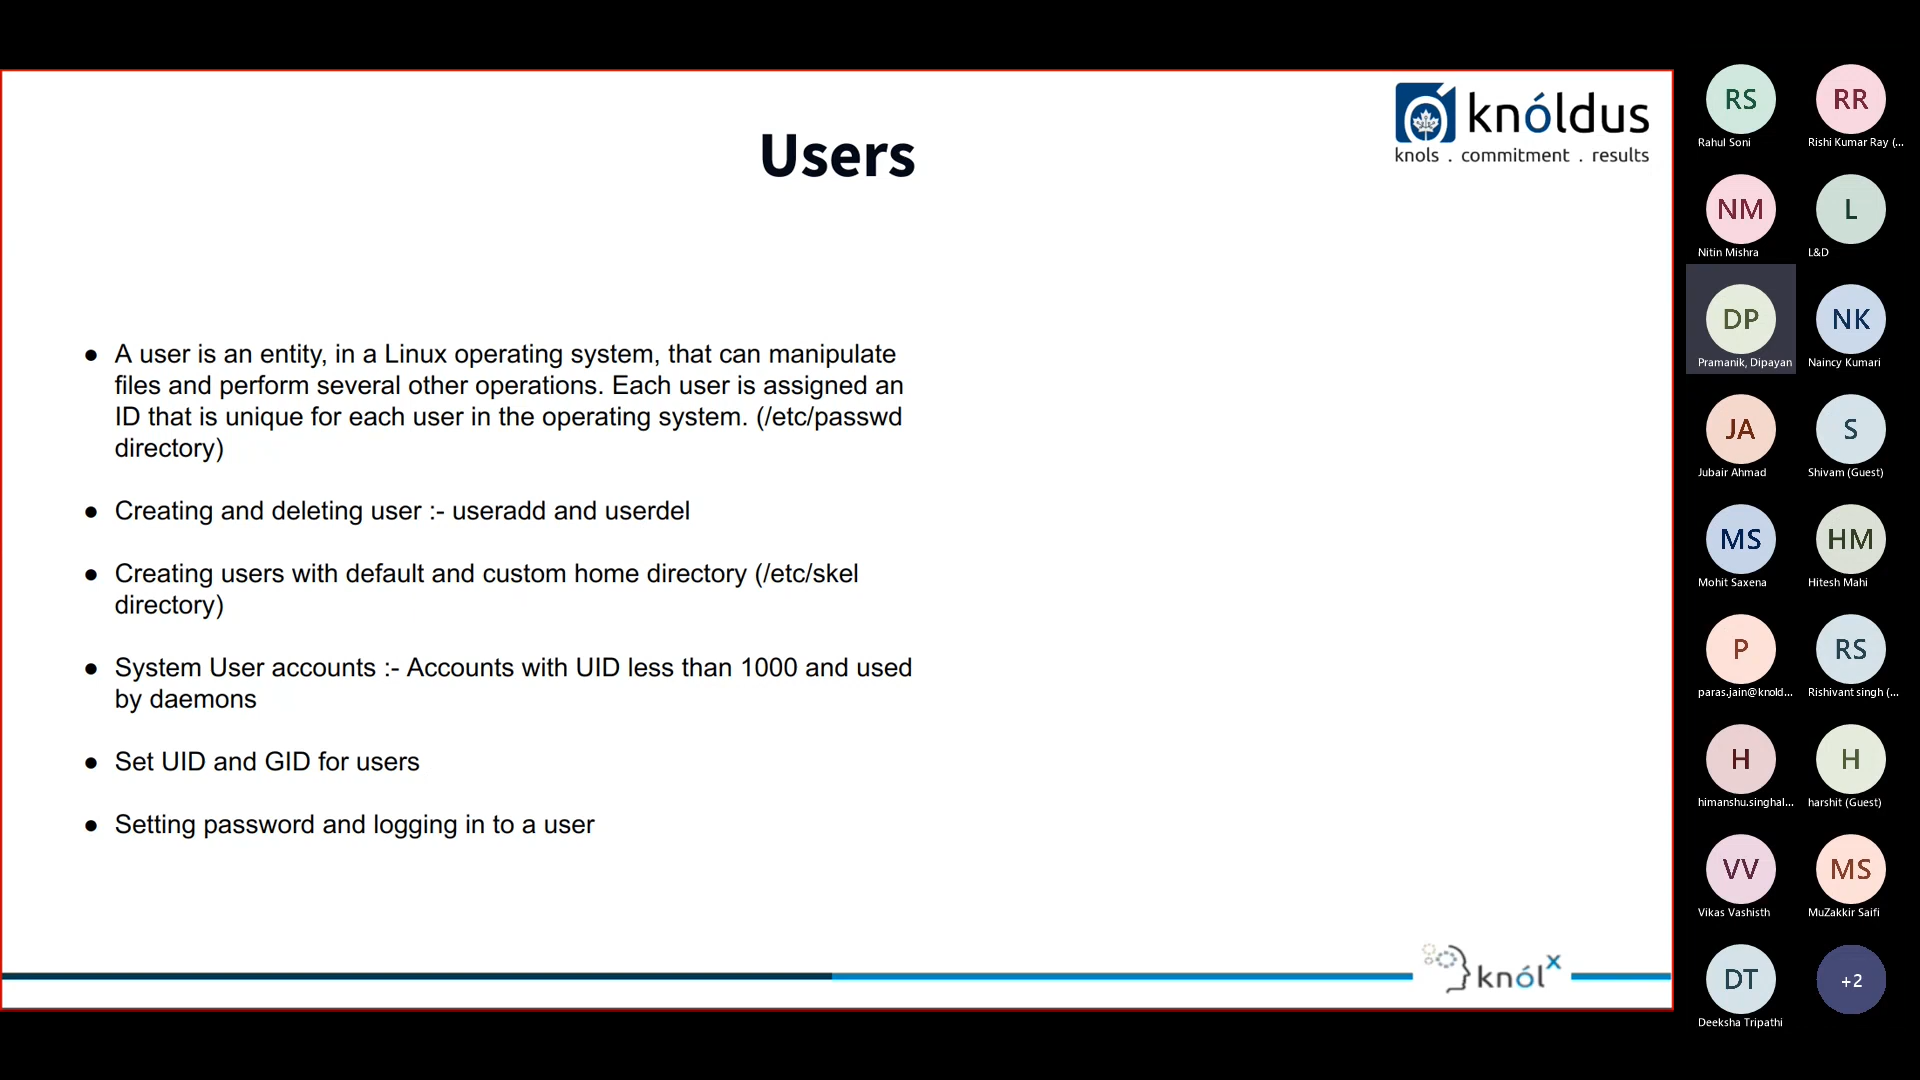 knóldus
knols . commitment . results
Users
● A user is an entity, in a Linux operating system, that can manipulate
files and perform several other operations. Each user is assigned an
ID that is unique for each user in the operating system. (/etc/passwd
directory)
● Creating and deleting user :- useradd and userdel
● Creating users with default and custom home directory (/etc/skel
directory)
● System User accounts :- Accounts with UID less than 1000 and used
by daemons
● Set UID and GID for users
● Setting password and logging in to a user
knólx
RS
Rahul Soni
RR
Rishi Kumar Ray (...
NM
Nitin Mishra
L
L&D
DP
Pramanik, Dipayan
NK
Naincy Kumari
JA
Jubair Ahmad
S
Shivam (Guest)
MS
Mohit Saxena
HM
Hitesh Mahi
P
paras.jain@knold...
RS
Rishivant singh (...
H
himanshu.singhal...
H
harshit (Guest)
VV
Vikas Vashisth
MS
MuZakkir Saifi
DT
Deeksha Tripathi
+2